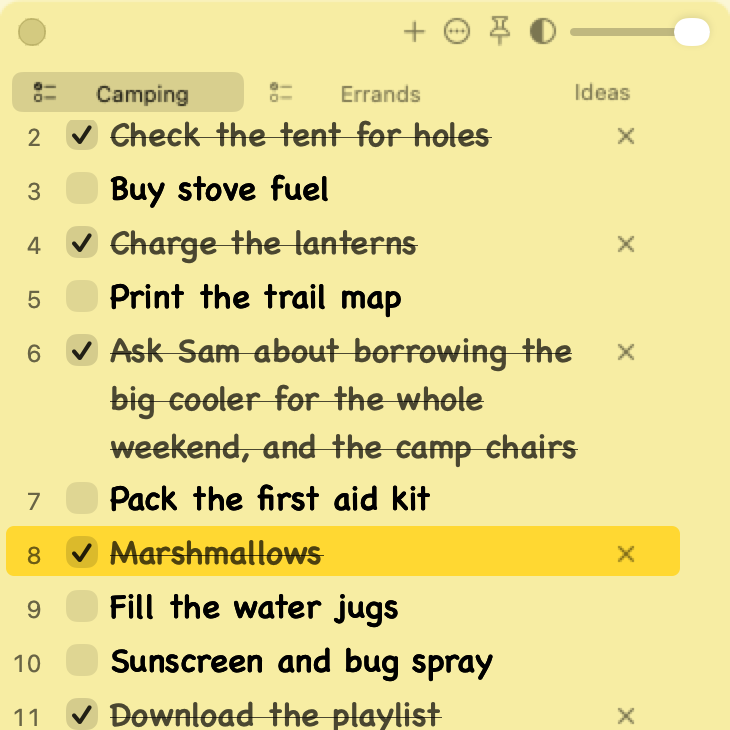 Camping Errands Ideas
2 Check the tent for holes
3 Buy stove fuel
4 Charge the lanterns
5 Print the trail map
6 Ask Sam about borrowing the
big cooler for the whole
weekend, and the camp chairs
7 Pack the first aid kit
8 Marshmallows
9 Fill the water jugs
10 Sunscreen and bug spray
11 Download the playlist